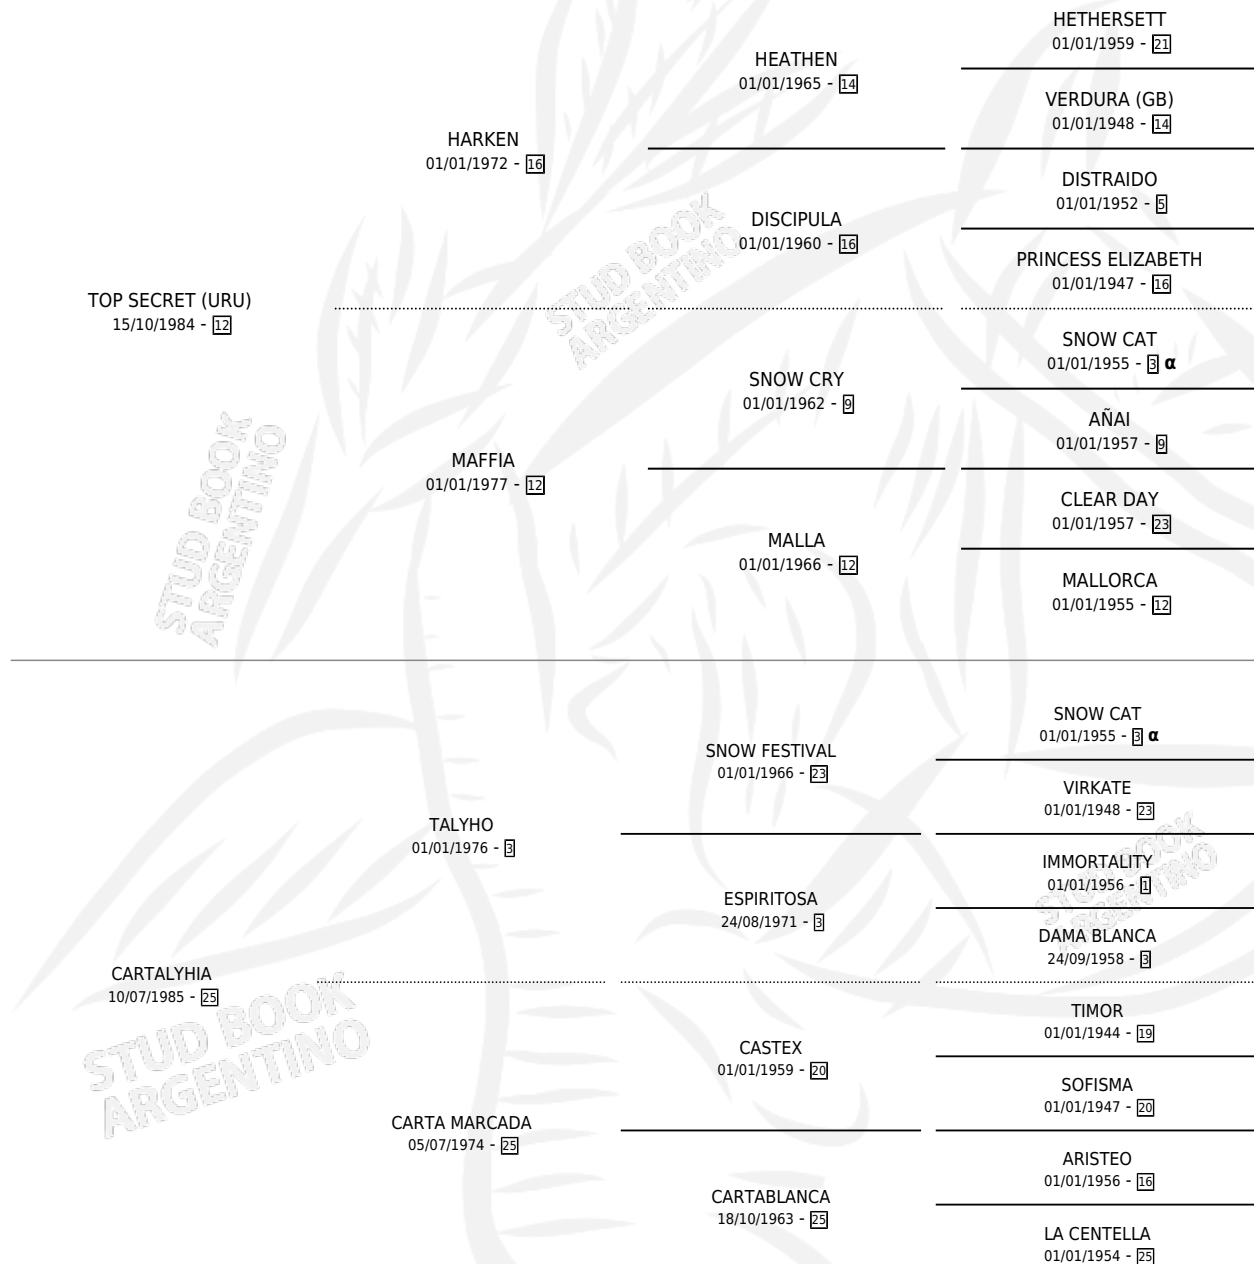 HETHERSETT
01/01/1959 - 21
HEATHEN
01/01/1965 - 14
VERDURA (GB)
01/01/1948 - 14
HARKEN
01/01/1972 - 16
DISTRAIDO
01/01/1952 - 5
DISCIPULA
01/01/1960 - 16
PRINCESS ELIZABETH
01/01/1947 - 16
TOP SECRET (URU)
15/10/1984 - 12
SNOW CAT
01/01/1955 - 3 α
SNOW CRY
01/01/1962 - 9
AÑAI
01/01/1957 - 9
MAFFIA
01/01/1977 - 12
CLEAR DAY
01/01/1957 - 23
MALLA
01/01/1966 - 12
MALLORCA
01/01/1955 - 12
STUD BOOK
ARGENTINO
STUD BOOK
ARGENTINO
SNOW CAT
01/01/1955 - 3 α
SNOW FESTIVAL
01/01/1966 - 23
VIRKATE
01/01/1948 - 23
TALYHO
01/01/1976 - 3
IMMORTALITY
01/01/1956 - 1
ESPIRITOSA
24/08/1971 - 3
DAMA BLANCA
24/09/1958 - 3
CARTALYHIA
10/07/1985 - 25
TIMOR
01/01/1944 - 19
CASTEX
01/01/1959 - 20
SOFISMA
01/01/1947 - 20
CARTA MARCADA
05/07/1974 - 25
ARISTEO
01/01/1956 - 16
CARTABLANCA
18/10/1963 - 25
LA CENTELLA
01/01/1954 - 25
STUD BOOK
ARGENTINO
STUD BOOK
ARGENTINO